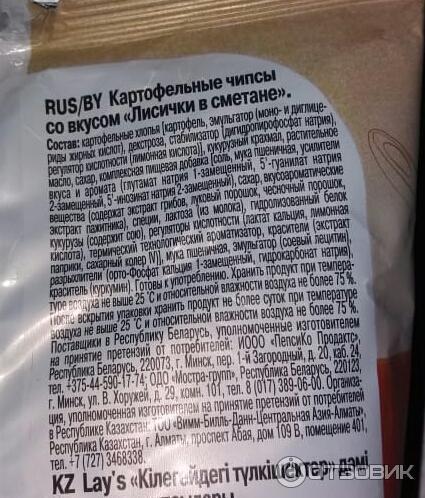 RUS/BY Картофельные чипсы
со вкусом «Лисички в сметане».
Состав: картофельные хлопья [картофель, эмульгатор (моно- и диглице-
риды жирных кислот), декстроза, стабилизатор (дигидропирофосфат натрия),
регулятор кислотности (лимонная кислота)], кукурузный крахмал, растительное
масло, сахар, комплексная пищевая добавка [соль, мука пшеничная, усилители
вкуса и аромата (глутамат натрия 1-замещенный, 5'-гуанилат натрия
2-замещенный, 5'-инозинат натрия 2-замещенный), сахар, вкусоароматические
вещества (содержат экстракт грибов, луковый порошок, чесночный порошок,
экстракт пажитника), специи, лактоза (из молока), гидролизованный белок
кукурузы (содержит сою), регуляторы кислотности (лактат кальция, лимонная
кислота), термический технологический ароматизатор, красители (экстракт
паприки, сахарный колер IV)], мука пшеничная, эмульгатор (соевый лецитин),
разрыхлители (орто-Фосфат кальция 1-замещенный, гидрокарбонат натрия),
краситель (куркумин). Готовы к употреблению. Хранить продукт при темпера-
туре воздуха не выше 25 °С и относительной влажности воздуха не более 75 %.
После вскрытия упаковки хранить продукт не более суток при температуре
воздуха не выше 25 °С и относительной влажности воздуха не более 75 %.
Поставщики в Республику Беларусь, уполномоченные изготовителем
на принятие претензий от потребителей: ИООО «ПепсиКо Продактс»,
Республика Беларусь, 220073, г. Минск, пер. 1-й Загородный, д. 20, каб. 24,
тел. +375-44-590-17-74; ОДО «Мостра-групп», Республика Беларусь, 220123,
г. Минск, ул. В. Хоружей, д. 29, комн. 101, тел. 8 (017) 389-06-00. Организа-
ция, уполномоченная изготовителем на принятие претензий от потребителей
в Республике Казахстан: ТОО «Вимм-Билль-Данн-Центральная Азия-Алматы»,
Республика Казахстан, г. Алматы, проспект Абая, дом 109 В, помещение 401,
тел. +7 (727) 3468338.
KZ Lay's «Кілегейдегі түлкішіктер» дәмі
ОТЗОВИК